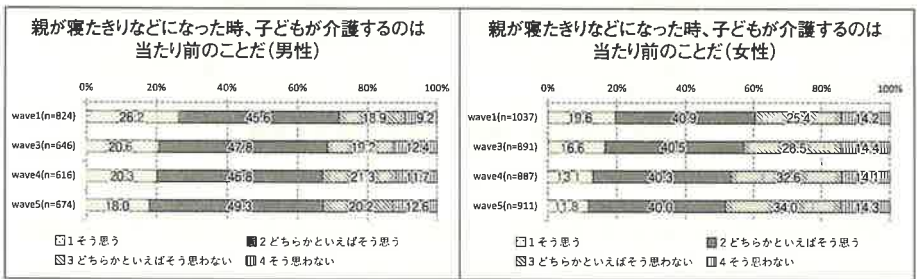 親が寝たきりなどになった時、子どもが介護するのは
当たり前のことだ(男性)
0% 20% 40% 60% 80% 100%
wave1(n=824) 26.2 45.6 18.9 9.2
wave3(n=646) 20.6 47.8 19.2 12.4
wave4(n=616) 20.3 46.8 21.3 11.7
wave5(n=674) 18.0 49.3 20.2 12.6
1そう思う 2どちらかといえばそう思う
3どちらかといえばそう思わない 4そう思わない
親が寝たきりなどになった時、子どもが介護するのは
当たり前のことだ(女性)
0% 20% 40% 60% 80% 100%
wave1(n=1037) 19.6 40.9 25.4 14.2
wave3(n=891) 16.6 40.5 28.5 14.4
wave4(n=887) 13.1 40.3 32.6 14.1
wave5(n=911) 11.8 40.0 34.0 14.3
1そう思う 2どちらかといえばそう思う
3どちらかといえばそう思わない 4そう思わない